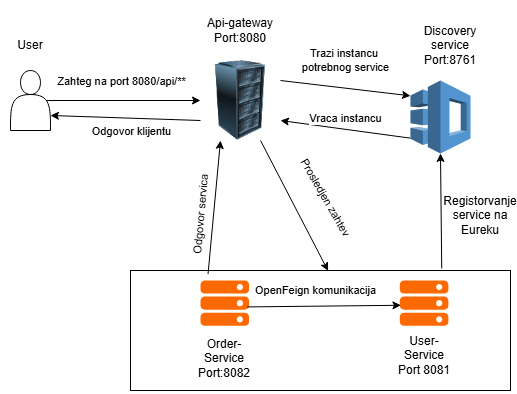 User
Api-gateway
Port:8080
Discovery
service
Port:8761
Zahteg na port 8080/api/**
Odgovor klijentu
Trazi instancu
potrebnog service
Vraca instancu
Odgovor servica
Prosledjen zahtev
Registorvanje
service na
Eureku
OpenFeign komunikacija
Order-
Service
Port:8082
User-
Service
Port 8081